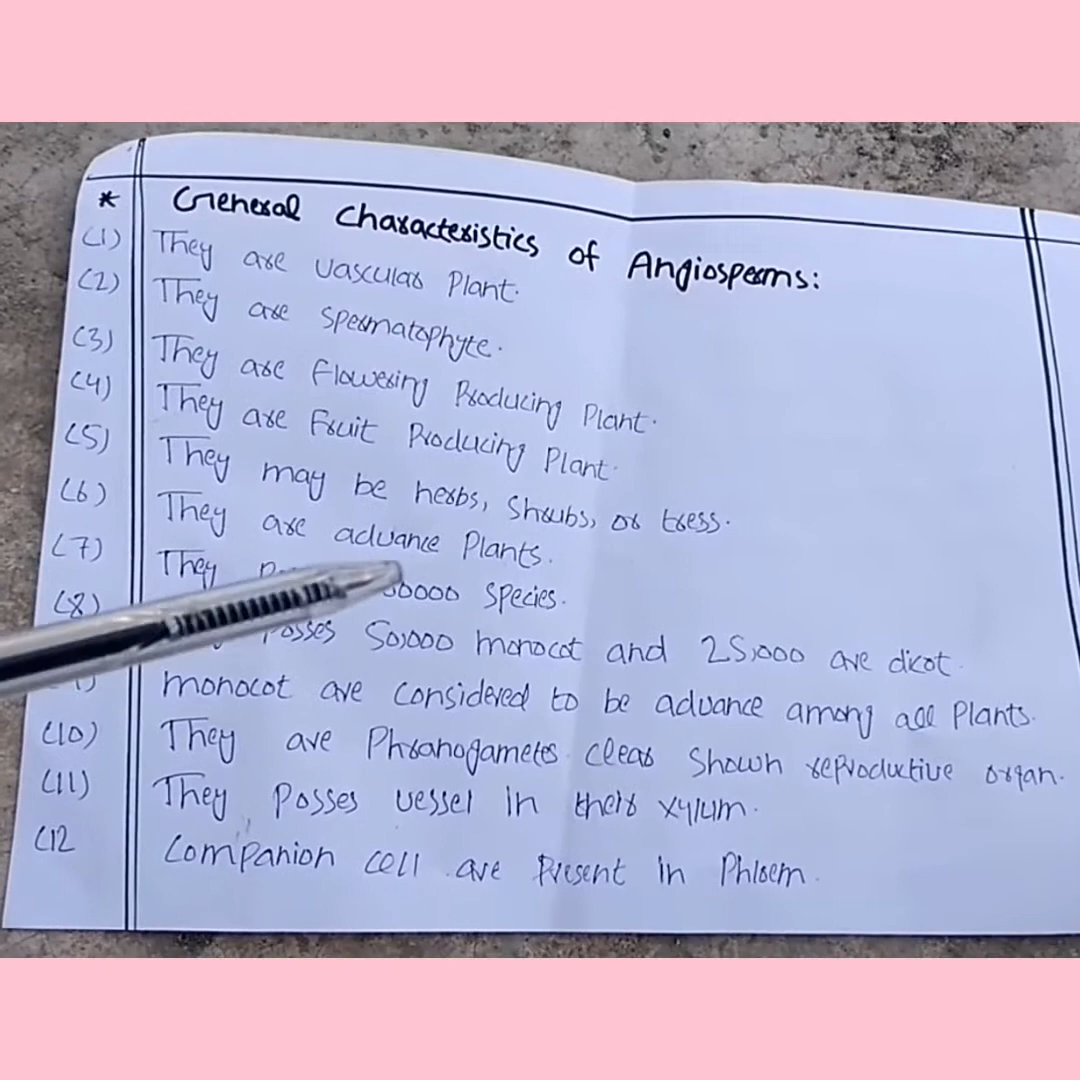 * General Characteristics of Angiosperms:
(1) They are vascular Plant.
(2) They are spermatophyte.
(3) They are flowering Producing Plant.
(4) They are Fruit Producing Plant.
(5) They may be herbs, Shrubs, or tress.
(6) They are advance Plants.
(7) They species.
(8) Posses 50,000 monocot and 25,000 are dicot.
monocot are considered to be advance among all Plants.
(10) They are Phranogametes clear shown reproductive organ.
(11) They Posses vessel in their xylum.
(12 Companion cell are Present in Phloem.